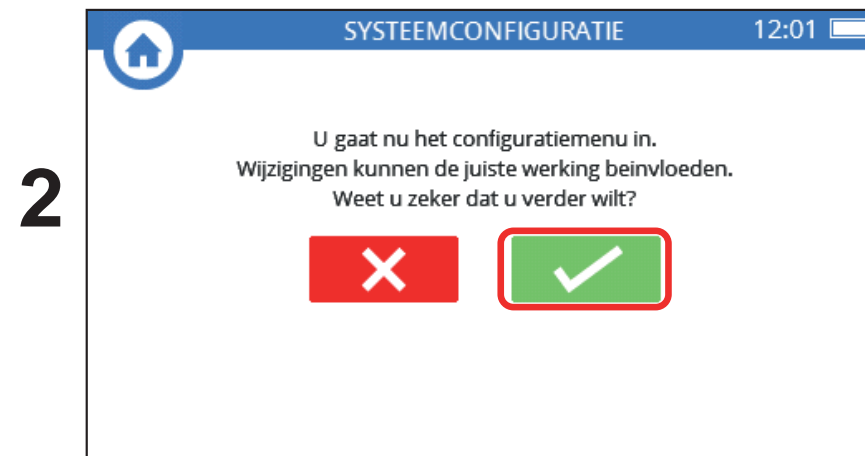 SYSTEEMCONFIGURATIE 12:01
2
U gaat nu het configuratiemenu in.
Wijzigingen kunnen de juiste werking beinvloeden.
Weet u zeker dat u verder wilt?